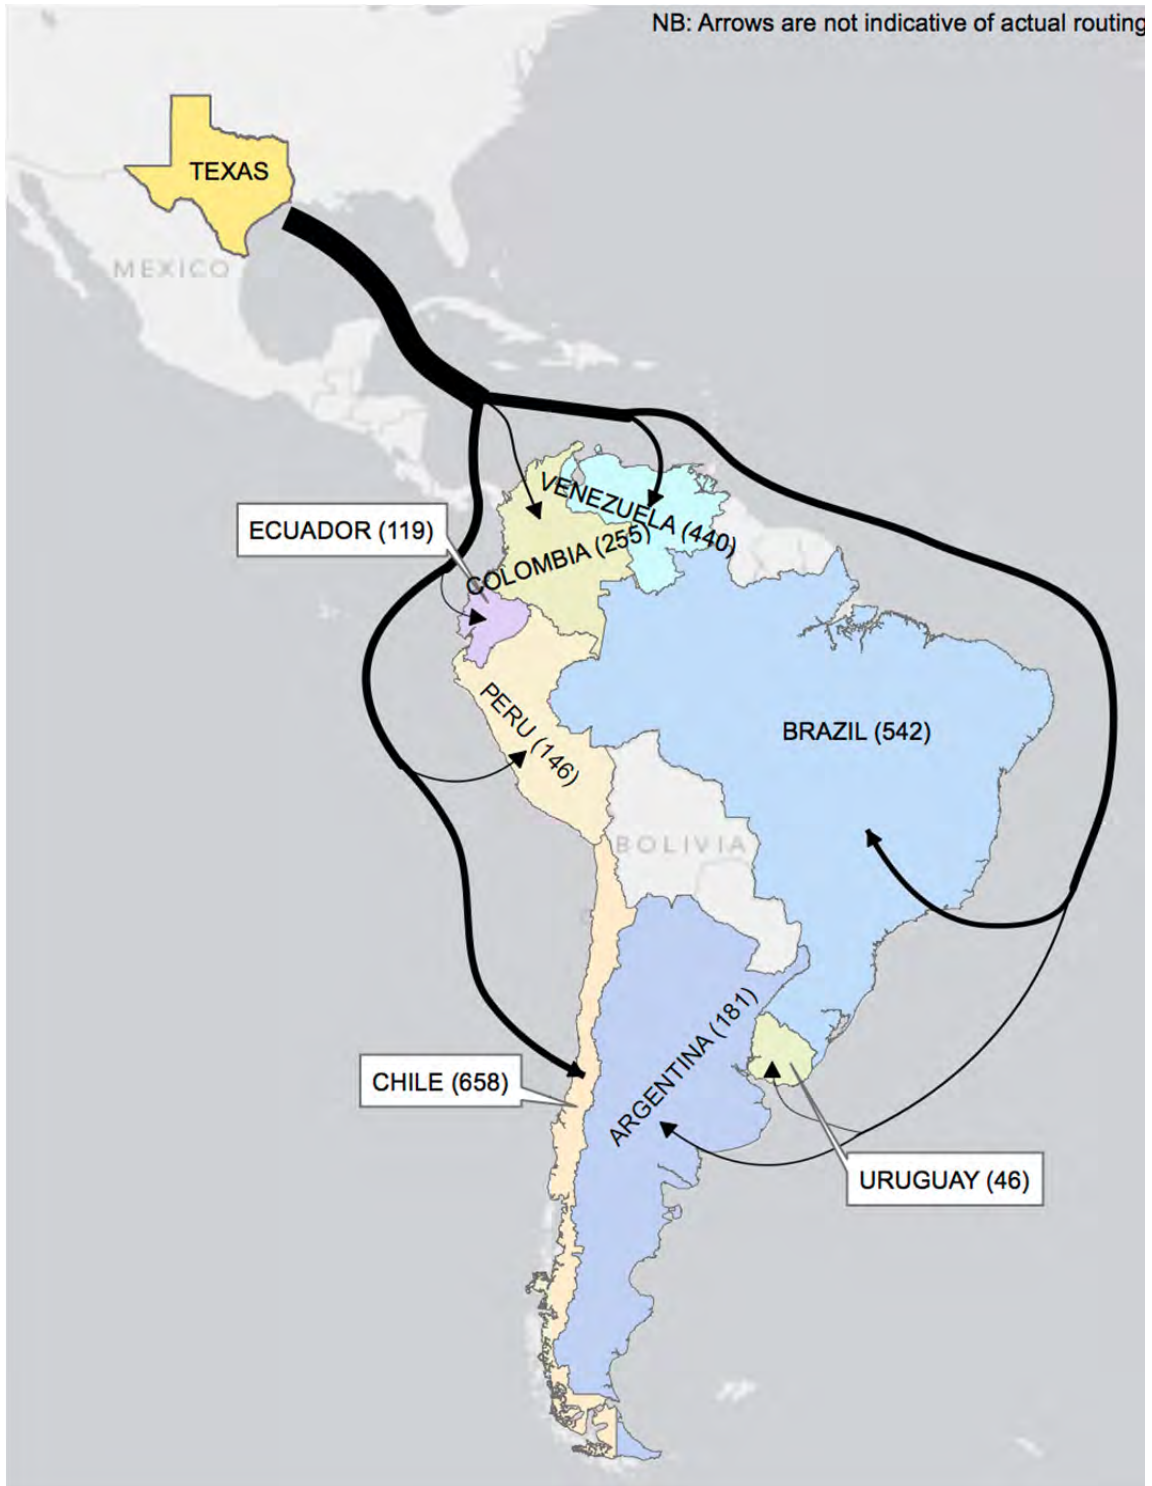 NB: Arrows are not indicative of actual routing
TEXAS
MEXICO
VENEZUELA (440)
ECUADOR (119)
COLOMBIA (255)
PERU (146)
BRAZIL (542)
BOLIVIA
ARGENTINA (181)
CHILE (658)
URUGUAY (46)